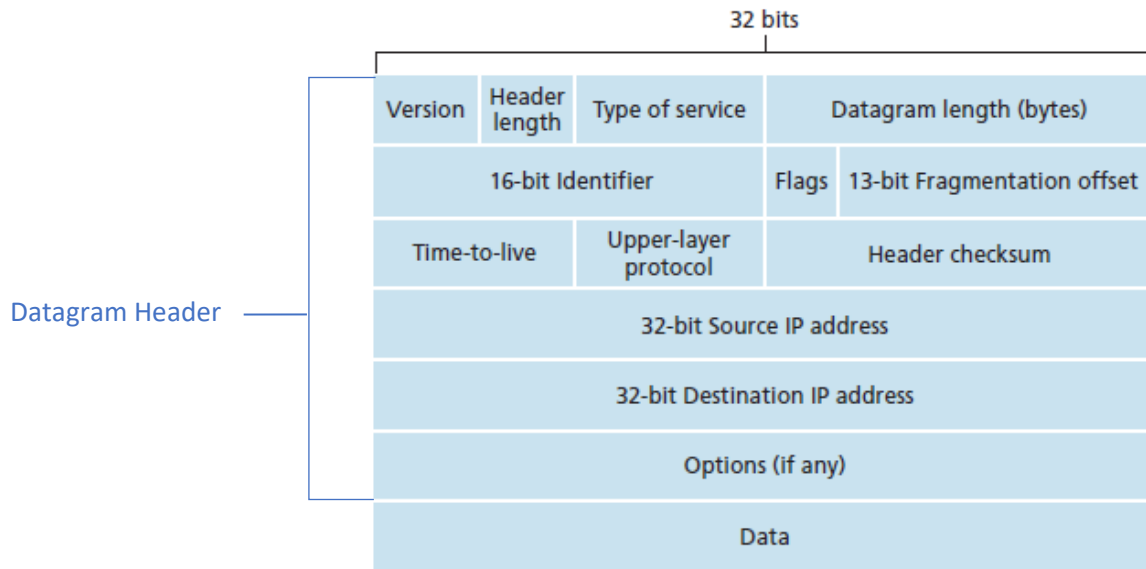 32 bits
Version
Header
length
Type of service
Datagram length (bytes)
16-bit Identifier
Flags
13-bit Fragmentation offset
Time-to-live
Upper-layer
protocol
Header checksum
Datagram Header
32-bit Source IP address
32-bit Destination IP address
Options (if any)
Data